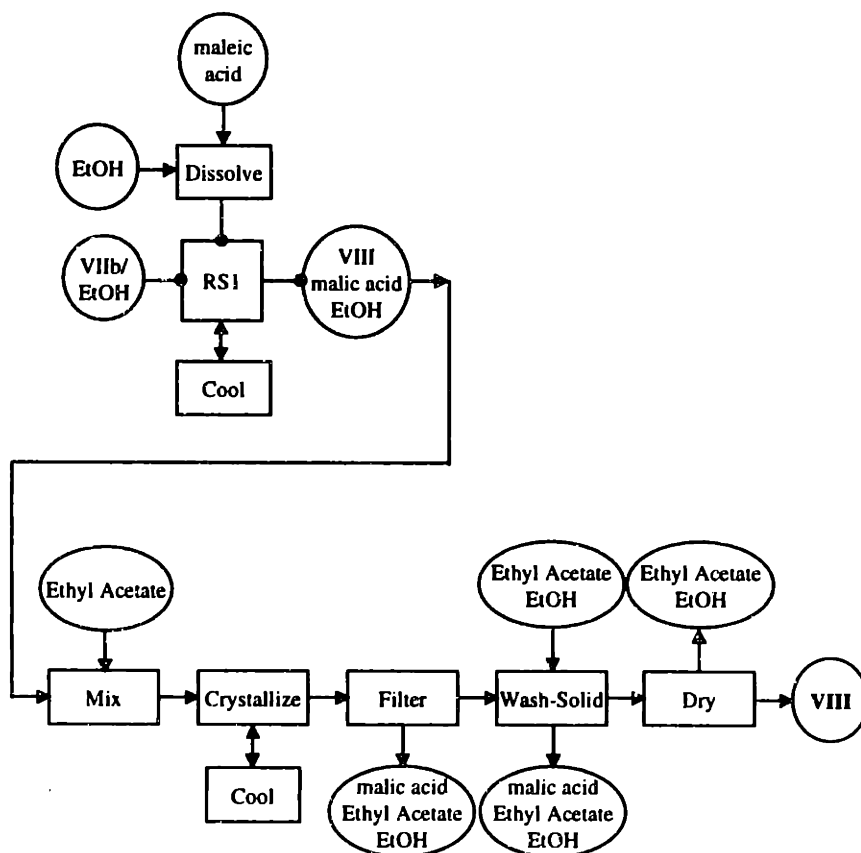 maleic
acid
EtOH
Dissolve
VIIb/
EtOH
RS1
VIII
malic acid
EtOH
Cool
Ethyl Acetate
Ethyl Acetate
EtOH
Ethyl Acetate
EtOH
Mix
Crystallize
Filter
Wash-Solid
Dry
VIII
Cool
malic acid
Ethyl Acetate
EtOH
malic acid
Ethyl Acetate
EtOH